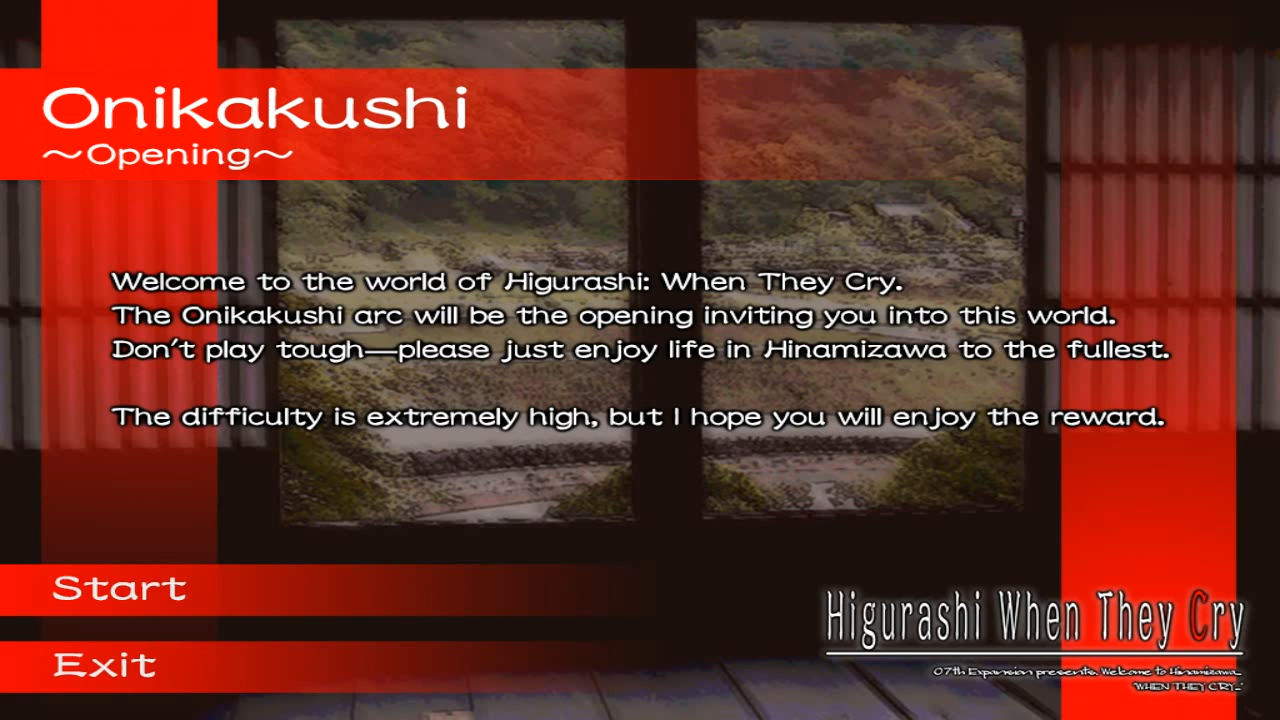 Onikakushi
～Opening～
Welcome to the world of Higurashi: When They Cry.
The Onikakushi arc will be the opening inviting you into this world.
Don't play tough—please just enjoy life in Hinamizawa to the fullest.
The difficulty is extremely high, but I hope you will enjoy the reward.
Start
Exit
Higurashi When They Cry
07th Expansion presents. Welcome to Hinamizawa...
"WHEN THEY CRY..."